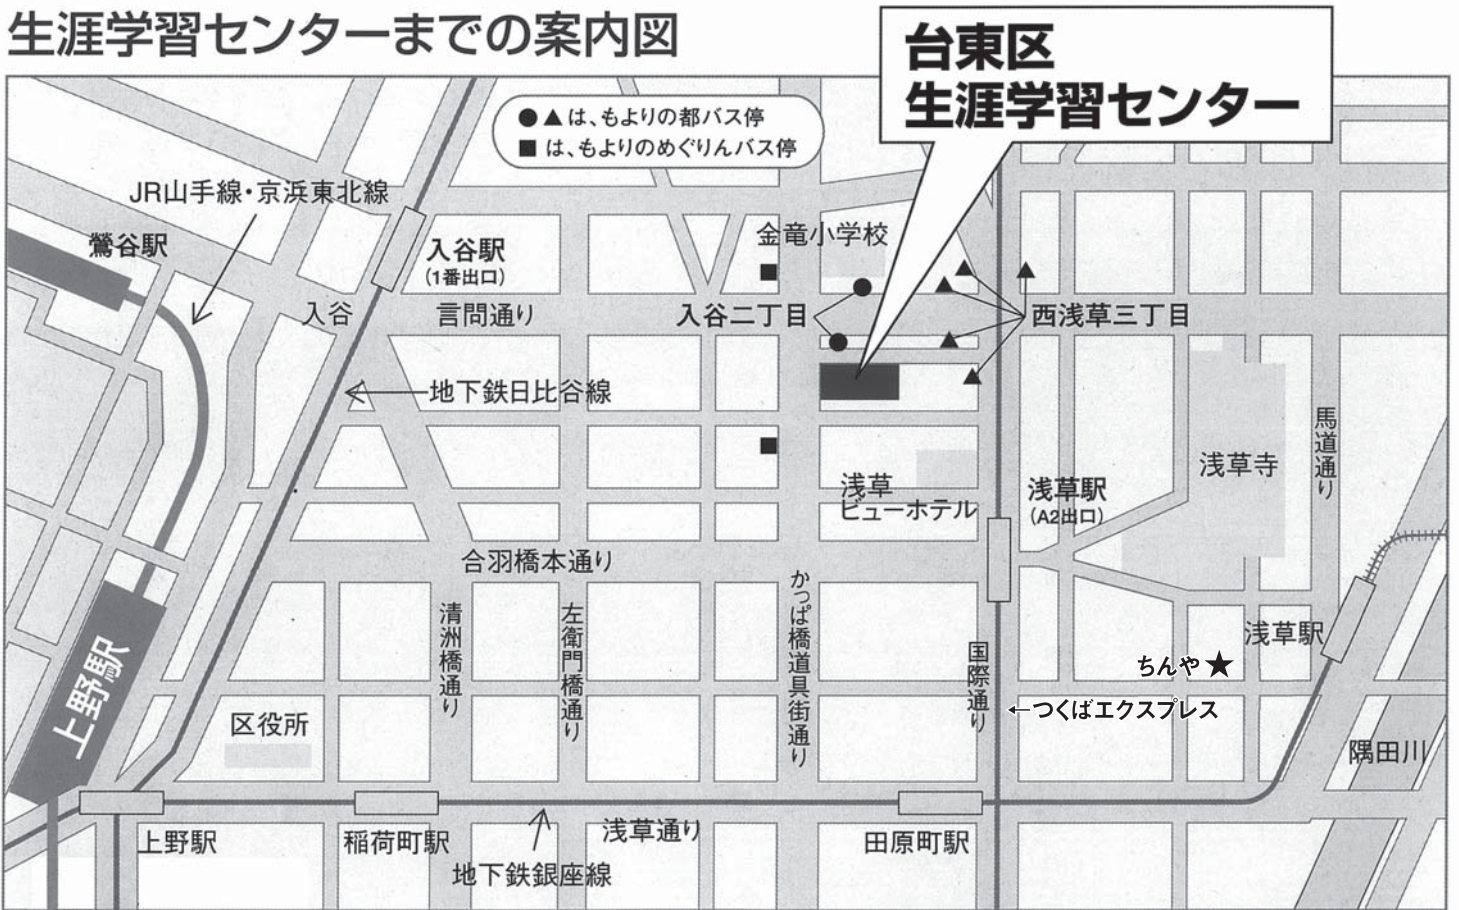 生涯学習センターまでの案内図
台東区
生涯学習センター
●▲は、もよりの都バス停
■は、もよりのめぐりんバス停
JR山手線・京浜東北線
鶯谷駅
入谷駅
(1番出口)
金竜小学校
入谷
言問通り
入谷二丁目
西浅草三丁目
←地下鉄日比谷線
馬道通り
浅草寺
浅草
ビューホテル
浅草駅
(A2出口)
合羽橋本通り
清洲橋通り
左衛門橋通り
かっぱ橋道具街通り
国際通り
浅草駅
ちんや★
←つくばエクスプレス
上野駅
区役所
隅田川
上野駅
稲荷町駅
浅草通り
田原町駅
地下鉄銀座線